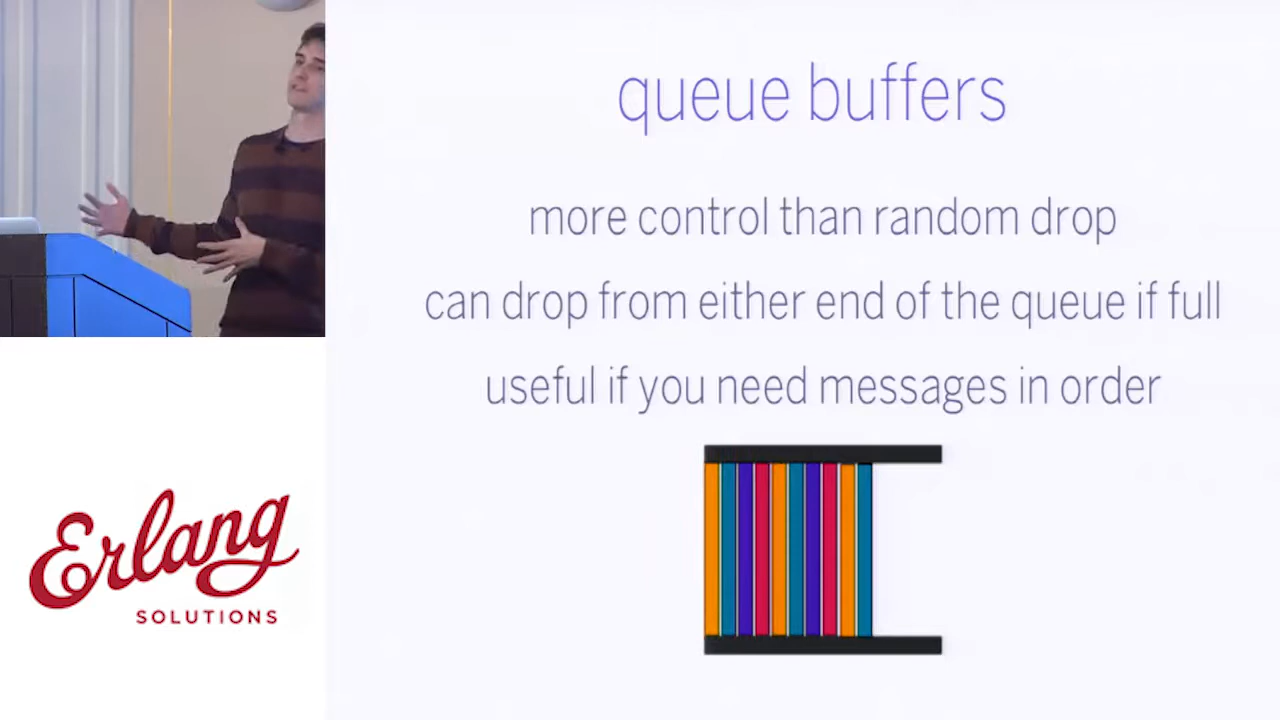 queue buffers
more control than random drop
can drop from either end of the queue if full
useful if you need messages in order
Erlang
SOLUTIONS